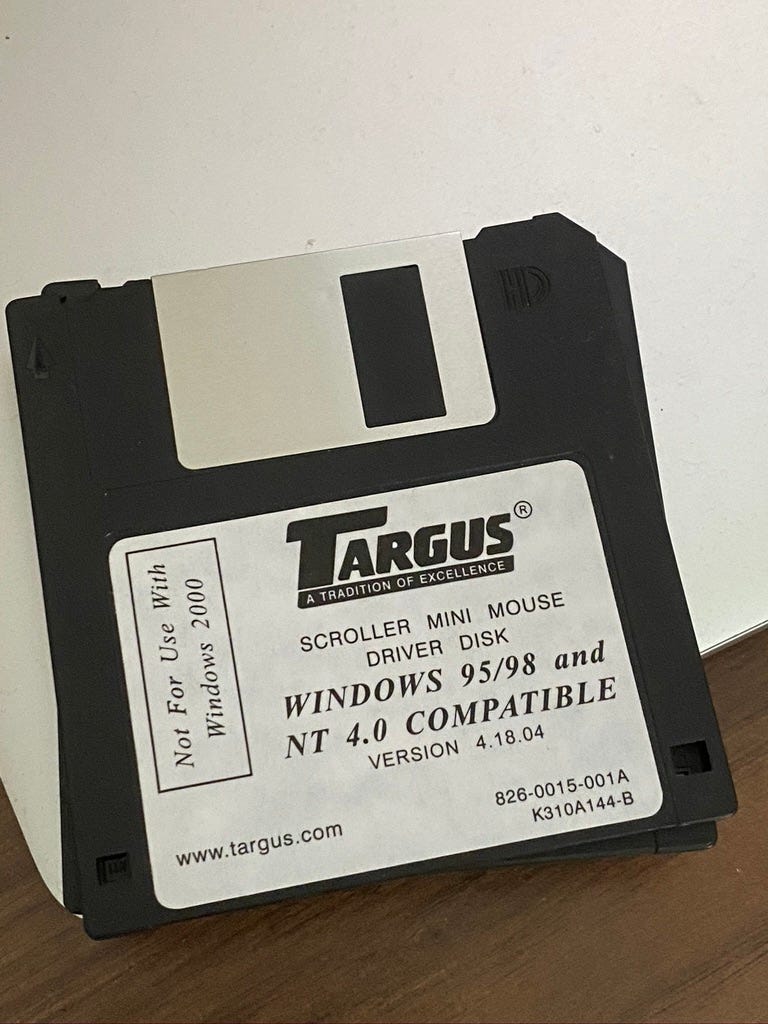 HD
TARGUS®
A TRADITION OF EXCELLENCE
SCROLLER MINI MOUSE
DRIVER DISK
WINDOWS 95/98 and
NT 4.0 COMPATIBLE
VERSION 4.18.04
826-0015-001A
K310A144-B
www.targus.com
Not For Use With
Windows 2000